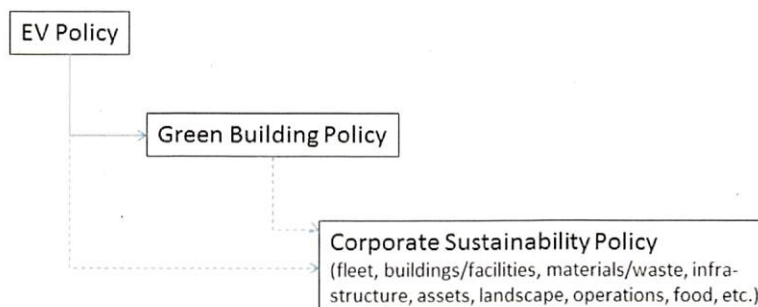 EV Policy
Green Building Policy
Corporate Sustainability Policy
(fleet, buildings/facilities, materials/waste, infra-
structure, assets, landscape, operations, food, etc.)